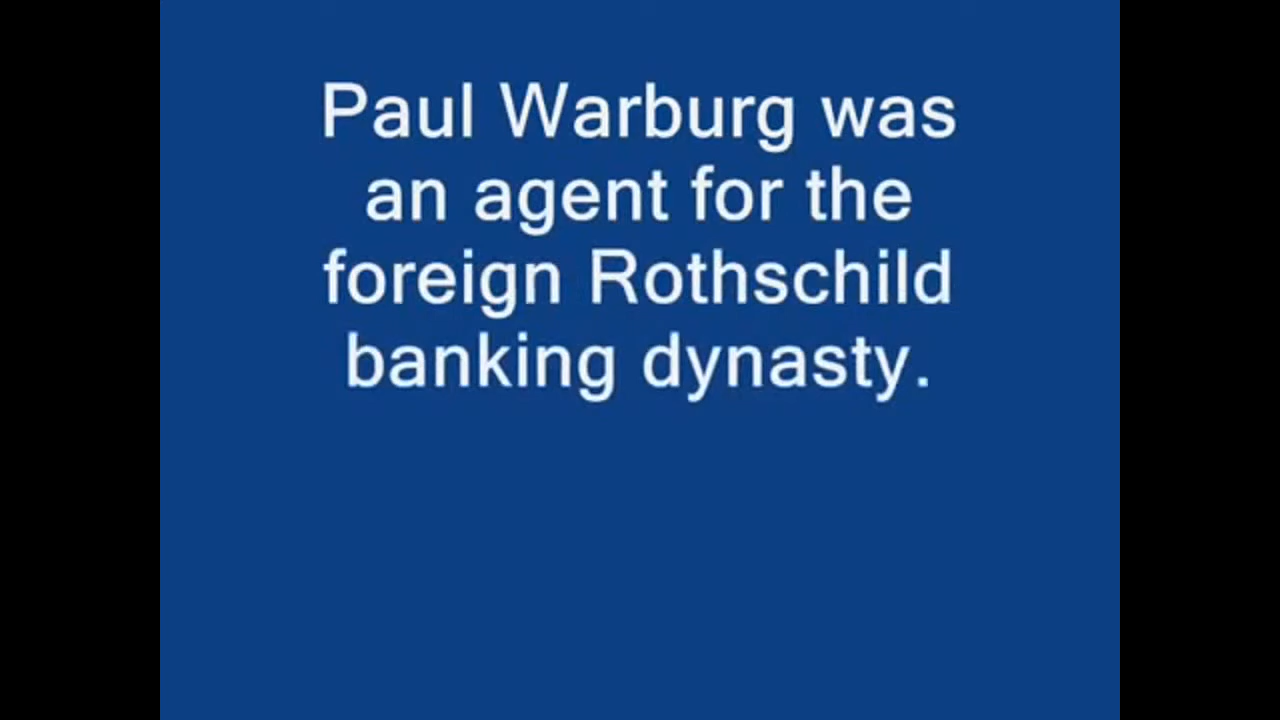 Paul Warburg was
an agent for the
foreign Rothschild
banking dynasty.